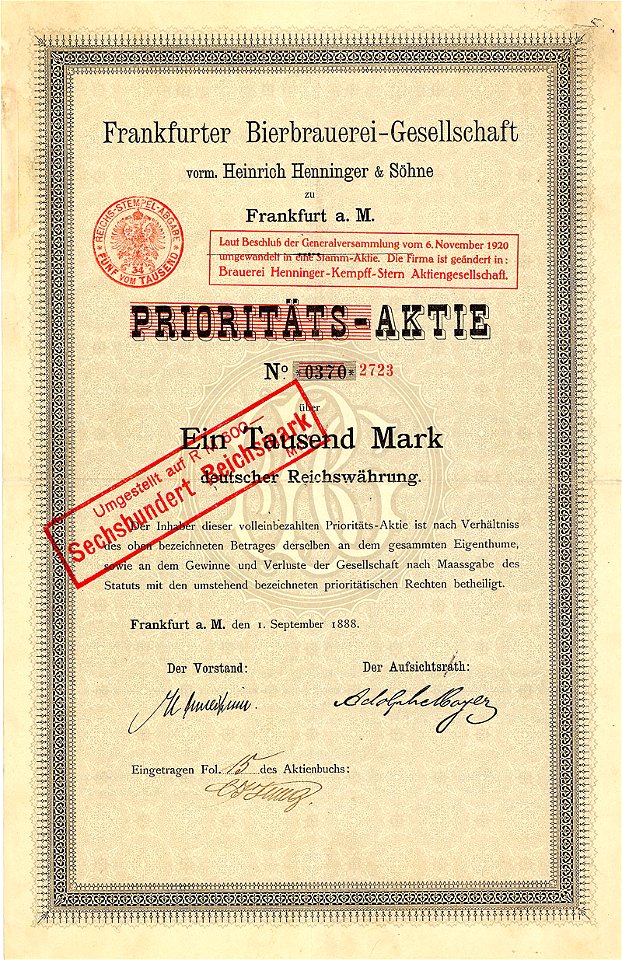 Frankfurter Bierbrauerei-Gesellschaft
vorm. Heinrich Henninger & Söhne
zu
Frankfurt a. M.
REICHS-STEMPEL-ABGABE
34
FÜNF VOM TAUSEND
Laut Beschluß der Generalversammlung vom 6. November 1920
umgewandelt in eine Stamm-Aktie. Die Firma ist geändert in:
Brauerei Henninger-Kempff-Stern Aktiengesellschaft.
PRIORITÄTS-AKTIE
No. *0370* 2723
über
Ein Tausend Mark
deutscher Reichswährung.
Umgestellt auf R M 600.—
Sechshundert Reichsmark
Der Inhaber dieser volleinbezahlten Prioritäts-Aktie ist nach Verhältniss
des oben bezeichneten Betrages derselben an dem gesammten Eigenthume,
sowie an dem Gewinne und Verluste der Gesellschaft nach Maassgabe des
Statuts mit den umstehend bezeichneten prioritätischen Rechten betheiligt.
Frankfurt a. M. den 1. September 1888.
Der Vorstand: Der Aufsichtsrath:
Adolph Mayer
Eingetragen Fol. 15 des Aktienbuchs: